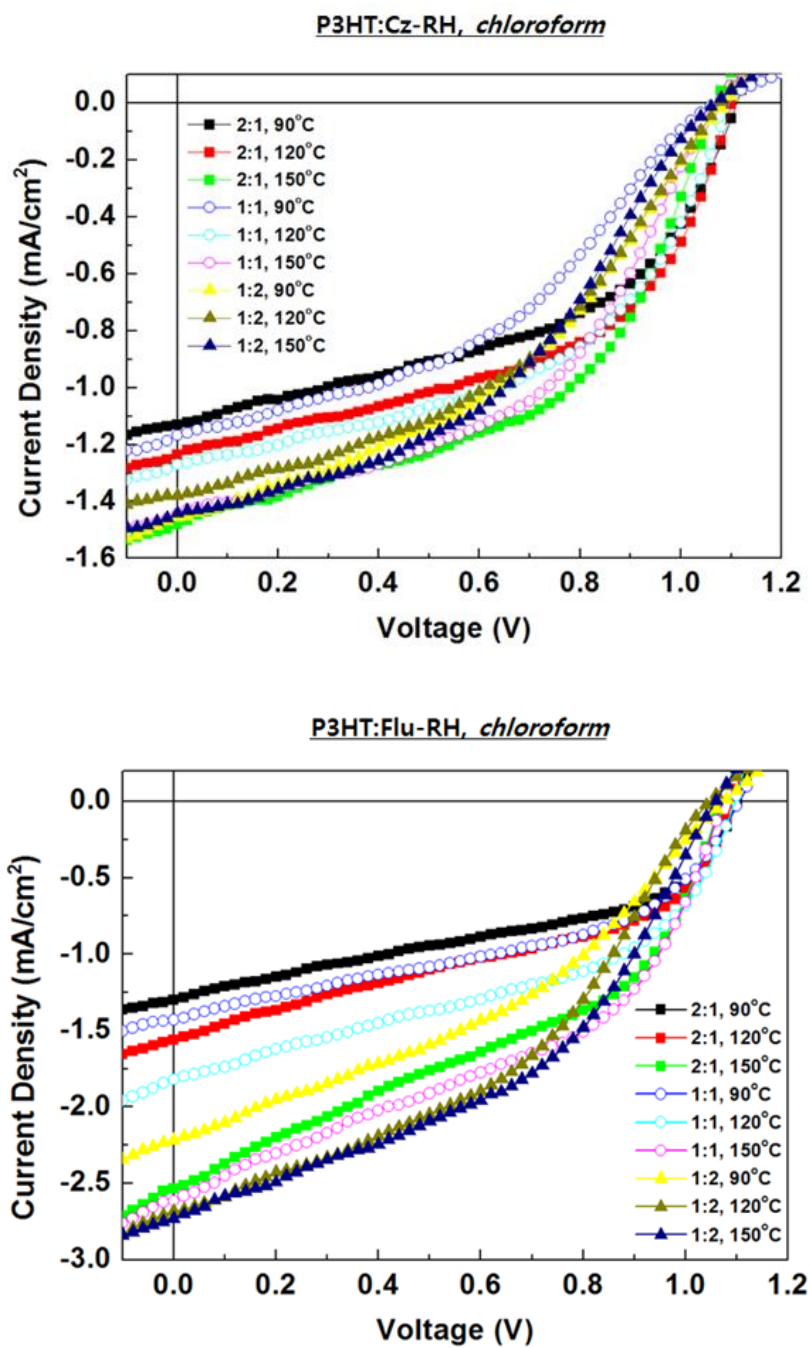 P3HT:Cz-RH, chloroform
0.0
-0.2
-0.4
-0.6
-0.8
-1.0
-1.2
-1.4
-1.6
Current Density (mA/cm²)
2:1, 90°C
2:1, 120°C
2:1, 150°C
1:1, 90°C
1:1, 120°C
1:1, 150°C
1:2, 90°C
1:2, 120°C
1:2, 150°C
0.0 0.2 0.4 0.6 0.8 1.0 1.2
Voltage (V)
P3HT:Flu-RH, chloroform
0.0
-0.5
-1.0
-1.5
-2.0
-2.5
-3.0
Current Density (mA/cm²)
2:1, 90°C
2:1, 120°C
2:1, 150°C
1:1, 90°C
1:1, 120°C
1:1, 150°C
1:2, 90°C
1:2, 120°C
1:2, 150°C
0.0 0.2 0.4 0.6 0.8 1.0 1.2
Voltage (V)